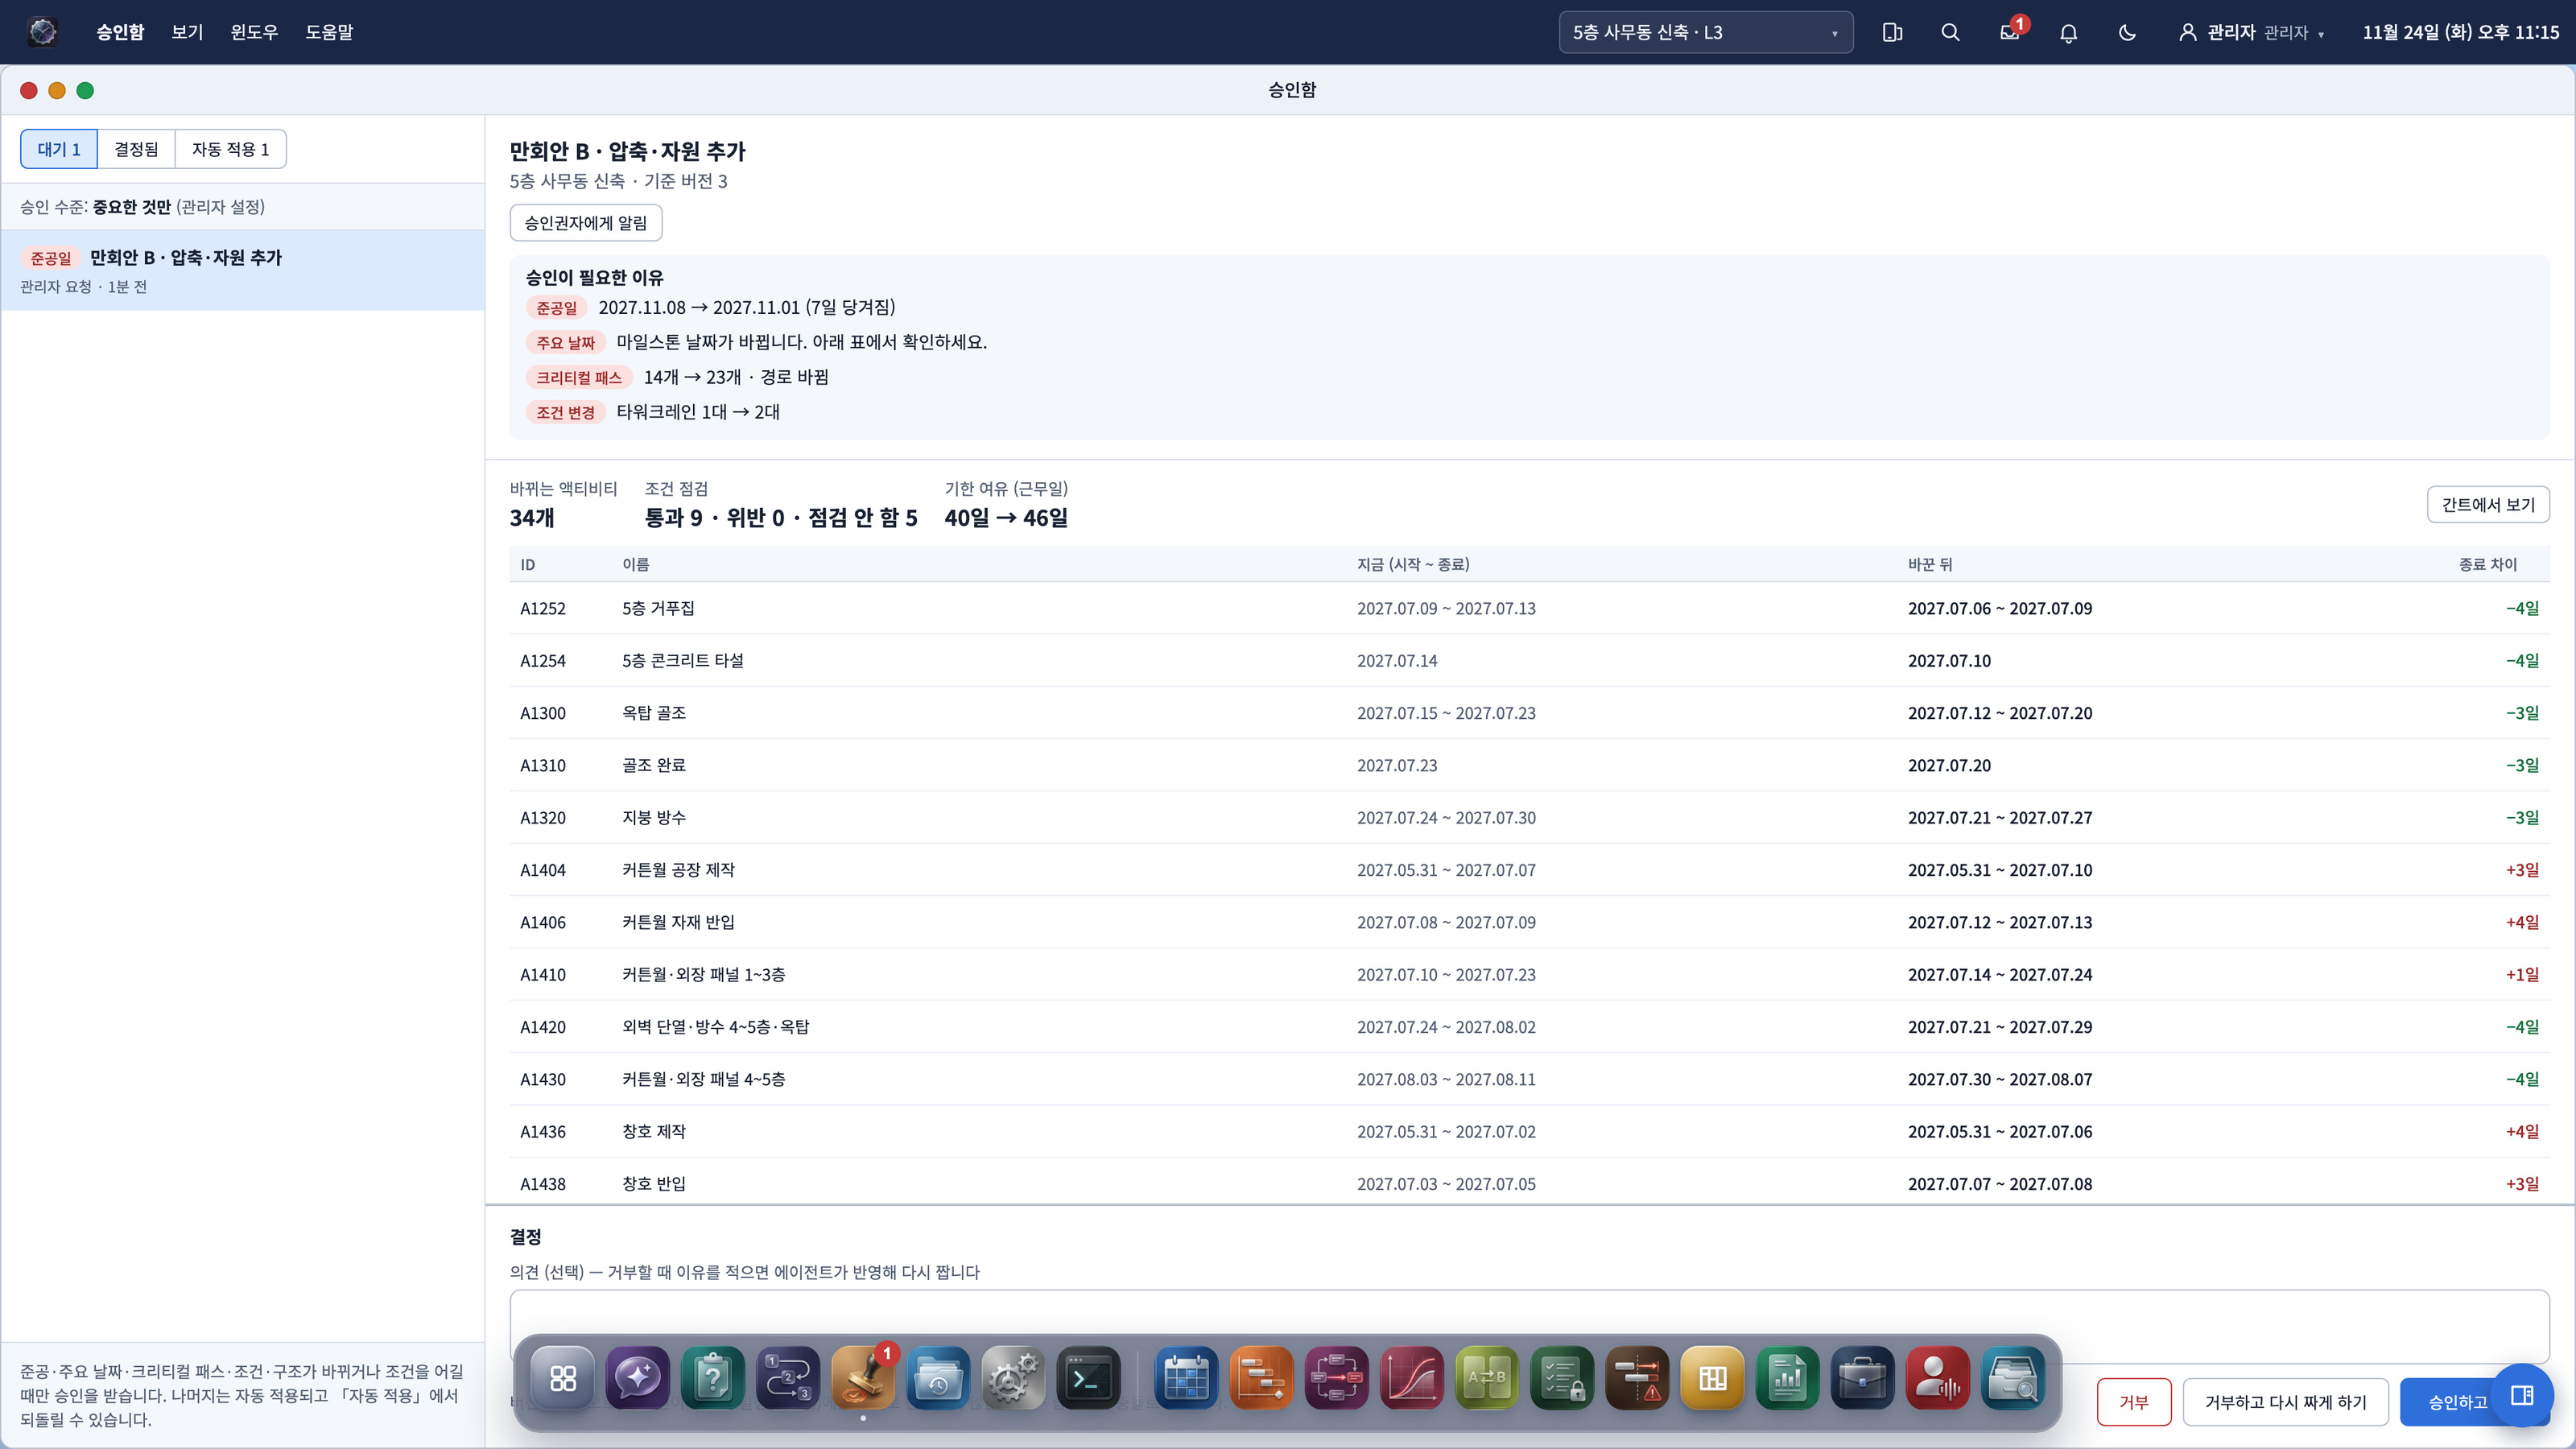 승인함 보기 윈도우 도움말 5층 사무동 신축 · L3 1 관리자 관리자 11월 24일 (화) 오후 11:15
승인함
대기 1 결정됨 자동 적용 1
승인 수준: 중요한 것만 (관리자 설정)
준공일 만회안 B · 압축·자원 추가
관리자 요청 · 1분 전
준공·주요 날짜·크리티컬 패스·조건·구조가 바뀌거나 조건을 어길
때만 승인을 받습니다. 나머지는 자동 적용되고 「자동 적용」에서
되돌릴 수 있습니다.
만회안 B · 압축·자원 추가
5층 사무동 신축 · 기준 버전 3
승인권자에게 알림
승인이 필요한 이유
준공일 2027.11.08 → 2027.11.01 (7일 당겨짐)
주요 날짜 마일스톤 날짜가 바뀝니다. 아래 표에서 확인하세요.
크리티컬 패스 14개 → 23개 · 경로 바뀜
조건 변경 타워크레인 1대 → 2대
바뀌는 액티비티 조건 점검 기한 여유 (근무일)
34개 통과 9 · 위반 0 · 점검 안 함 5 40일 → 46일
간트에서 보기
ID 이름 지금 (시작 ~ 종료) 바꾼 뒤 종료 차이
A1252 5층 거푸집 2027.07.09 ~ 2027.07.13 2027.07.06 ~ 2027.07.09 −4일
A1254 5층 콘크리트 타설 2027.07.14 2027.07.10 −4일
A1300 옥탑 골조 2027.07.15 ~ 2027.07.23 2027.07.12 ~ 2027.07.20 −3일
A1310 골조 완료 2027.07.23 2027.07.20 −3일
A1320 지붕 방수 2027.07.24 ~ 2027.07.30 2027.07.21 ~ 2027.07.27 −3일
A1404 커튼월 공장 제작 2027.05.31 ~ 2027.07.07 2027.05.31 ~ 2027.07.10 +3일
A1406 커튼월 자재 반입 2027.07.08 ~ 2027.07.09 2027.07.12 ~ 2027.07.13 +4일
A1410 커튼월·외장 패널 1~3층 2027.07.10 ~ 2027.07.23 2027.07.14 ~ 2027.07.24 +1일
A1420 외벽 단열·방수 4~5층·옥탑 2027.07.24 ~ 2027.08.02 2027.07.21 ~ 2027.07.29 −4일
A1430 커튼월·외장 패널 4~5층 2027.08.03 ~ 2027.08.11 2027.07.30 ~ 2027.08.07 −4일
A1436 창호 제작 2027.05.31 ~ 2027.07.02 2027.05.31 ~ 2027.07.06 +4일
A1438 창호 반입 2027.07.03 ~ 2027.07.05 2027.07.07 ~ 2027.07.08 +3일
결정
의견 (선택) — 거부할 때 이유를 적으면 에이전트가 반영해 다시 짭니다
1 2 3 1 A B
거부 거부하고 다시 짜게 하기 승인하고